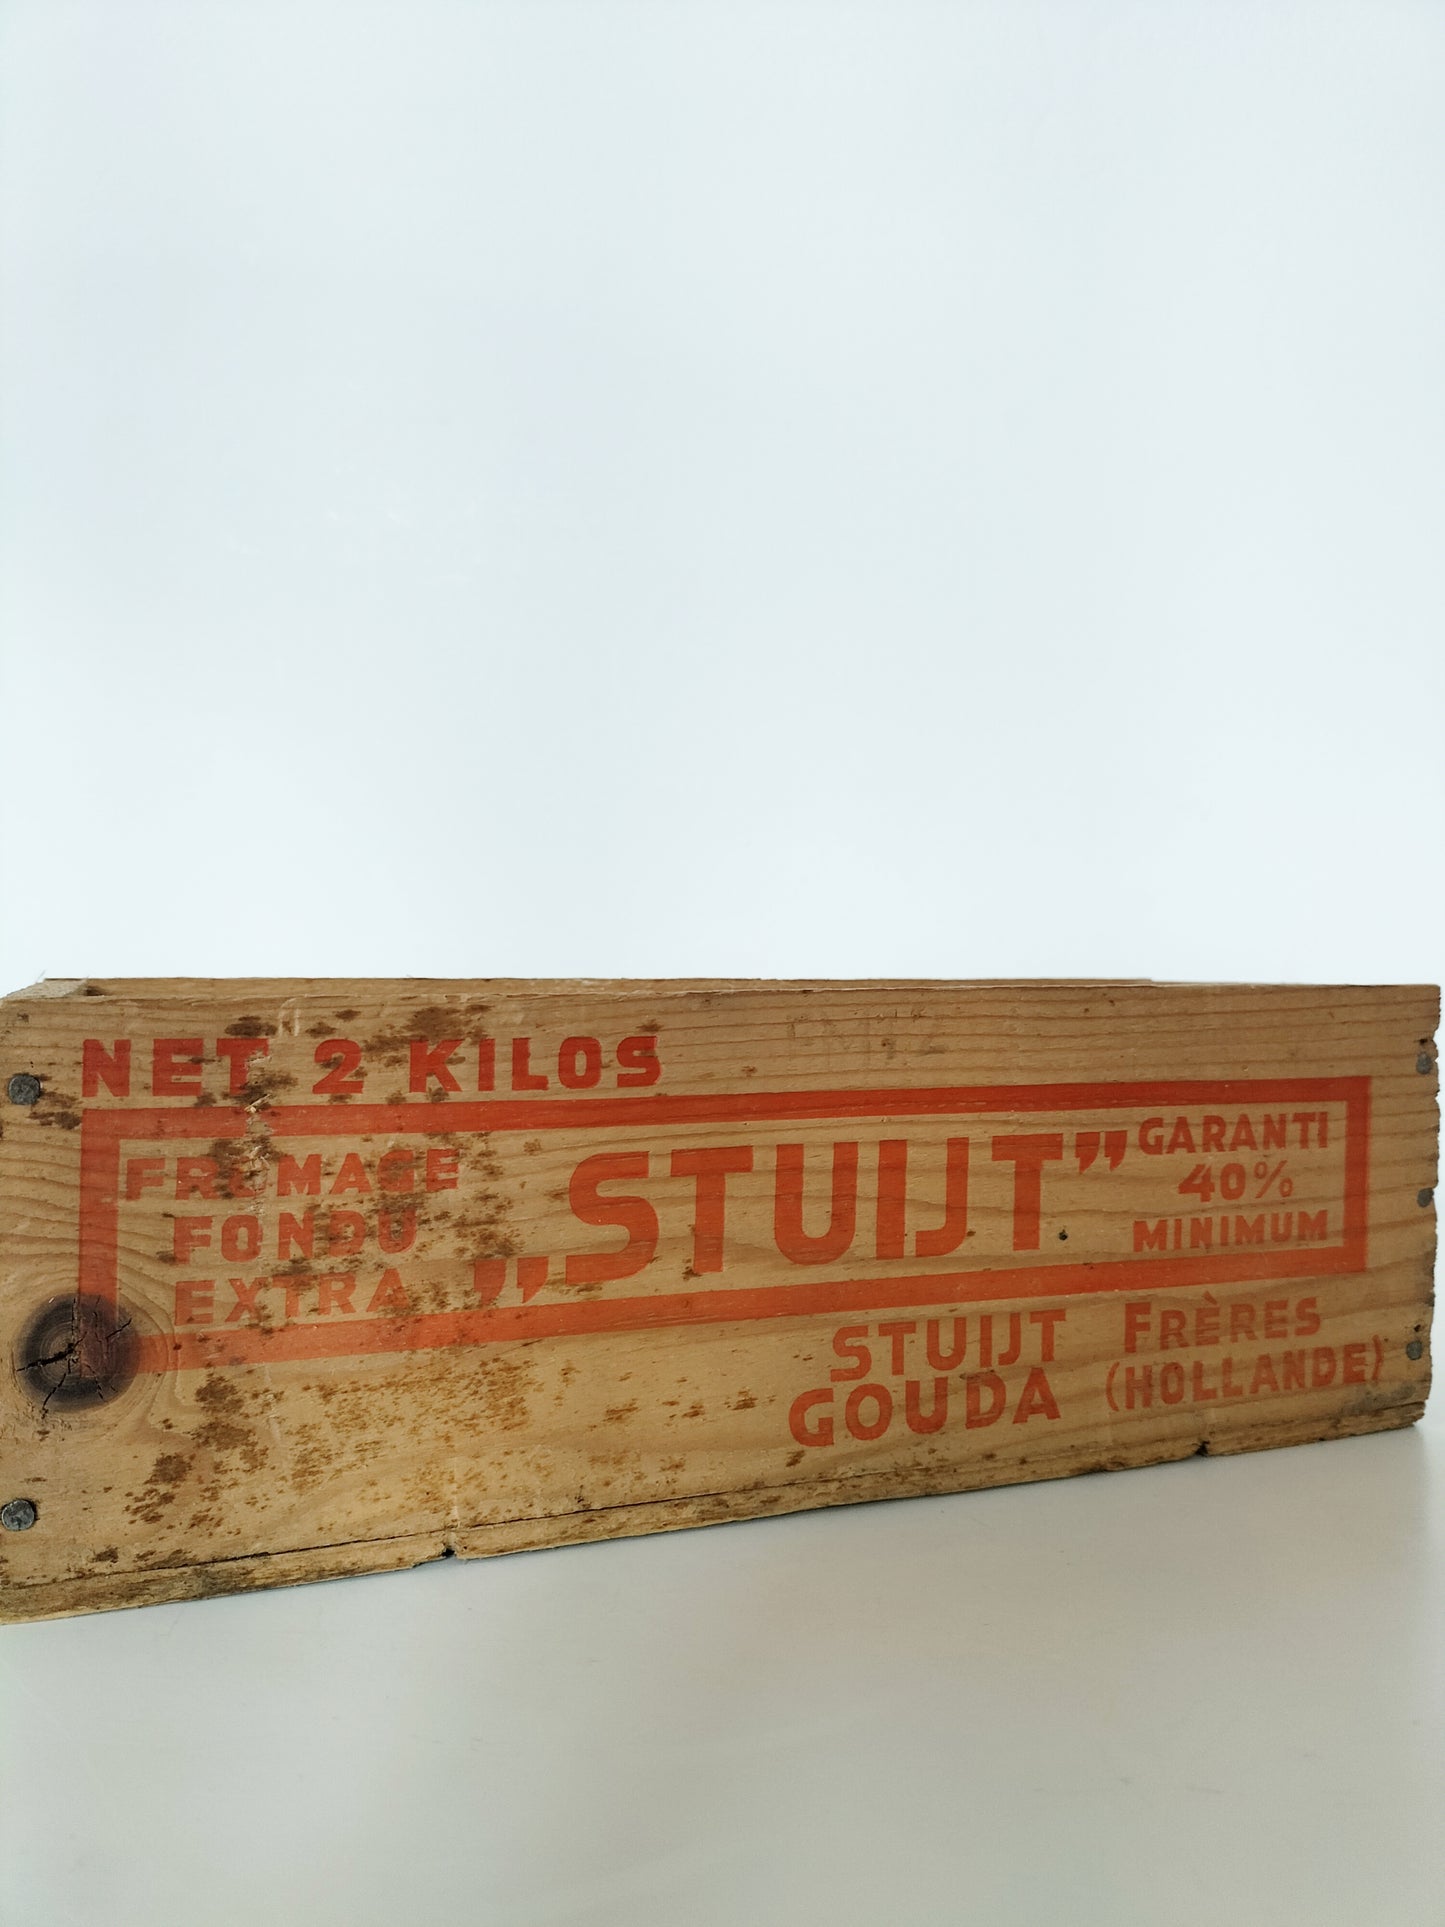 NET 2 KILOS
FROMAGE
FONDU
EXTRA
„STUIJT”
GARANTI
40%
MINIMUM
STUIJT FRÈRES
GOUDA (HOLLANDE)